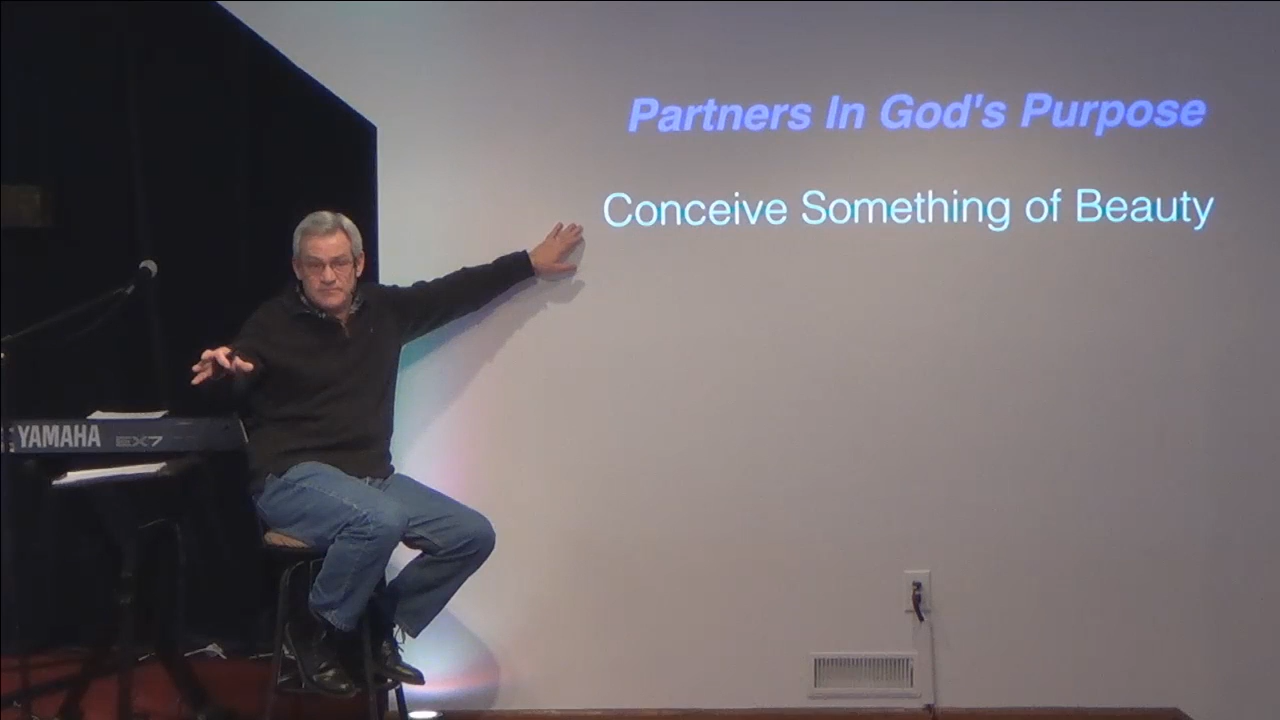 Partners In God's Purpose
Conceive Something of Beauty
YAMAHA EX7